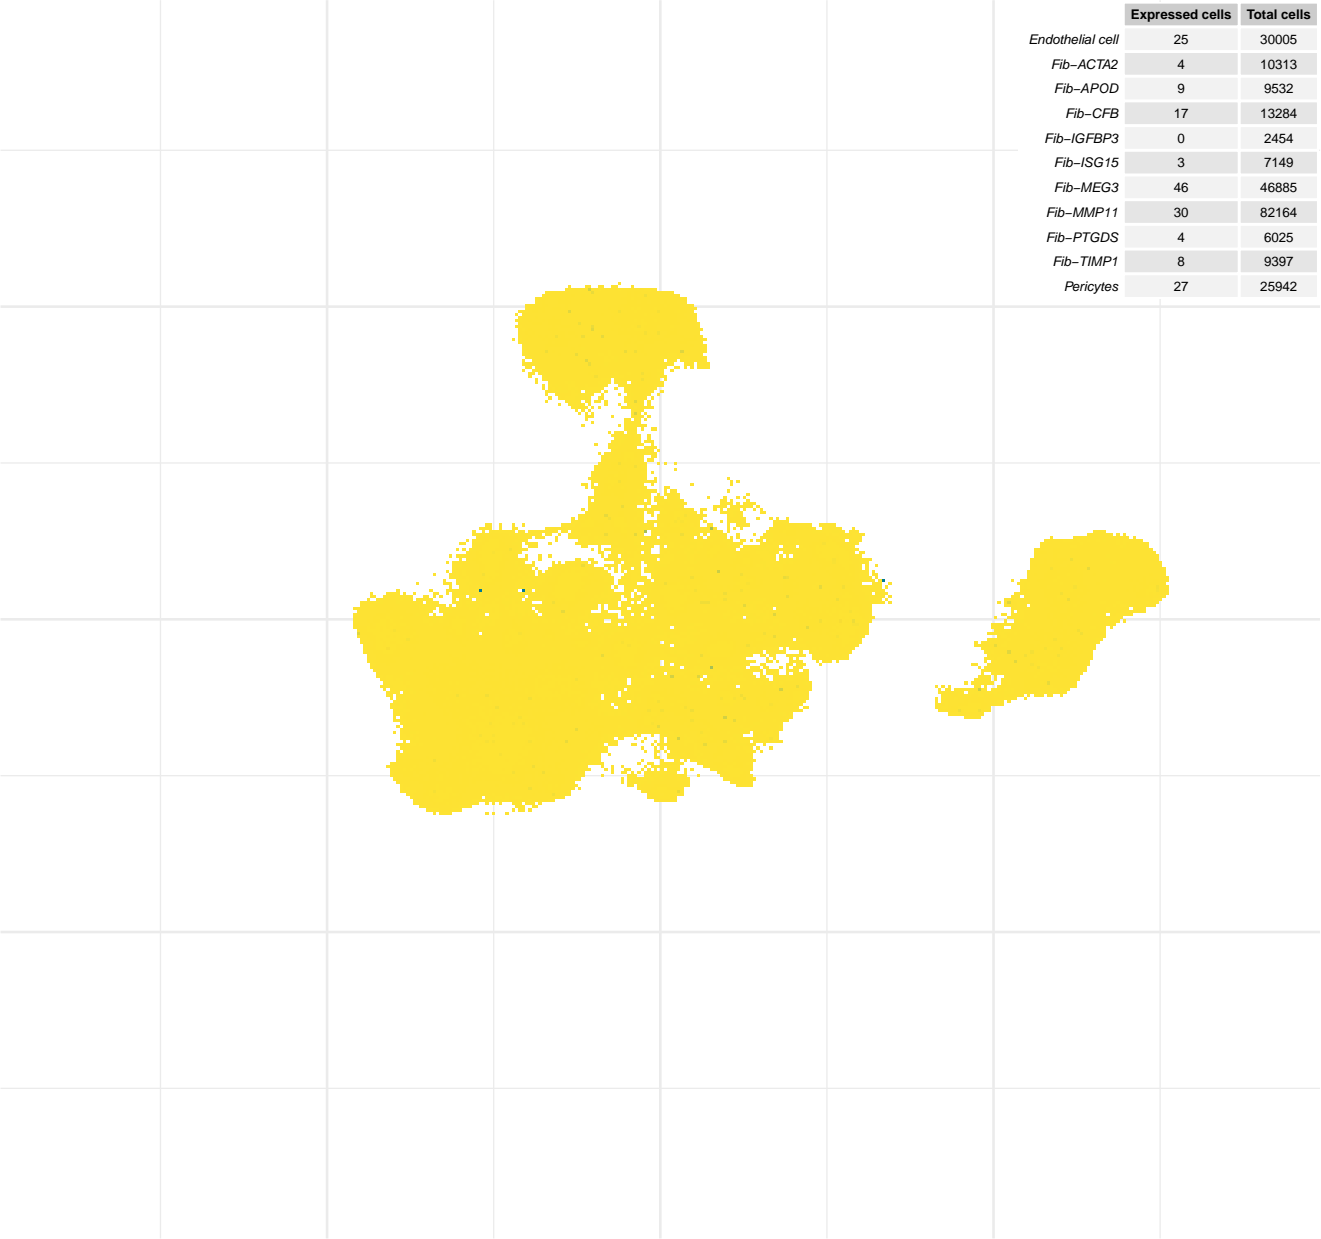 Expressed cells Total cells
Endothelial cell 25 30005
Fib−ACTA2 4 10313
Fib−APOD 9 9532
Fib−CFB 17 13284
Fib−IGFBP3 0 2454
Fib−ISG15 3 7149
Fib−MEG3 46 46885
Fib−MMP11 30 82164
Fib−PTGDS 4 6025
Fib−TIMP1 8 9397
Pericytes 27 25942